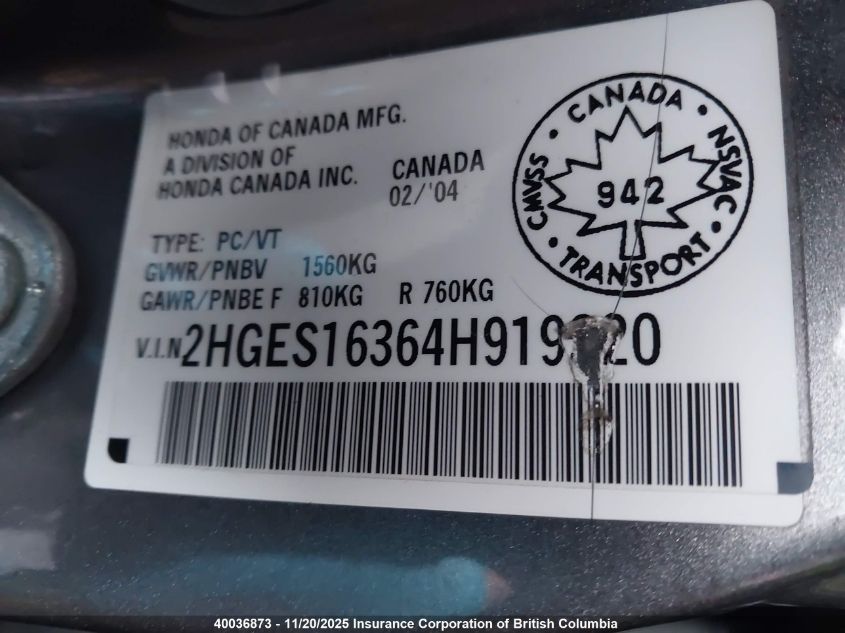 HONDA OF CANADA MFG.
A DIVISION OF
HONDA CANADA INC.
CANADA
02/'04
TYPE: PC/VT
GVWR/PNBV 1560KG
GAWR/PNBE F 810KG R 760KG
V.I.N
CANADA
CMVSS • NSVAC
942
TRANSPORT
40036873 - 11/20/2025 Insurance Corporation of British Columbia